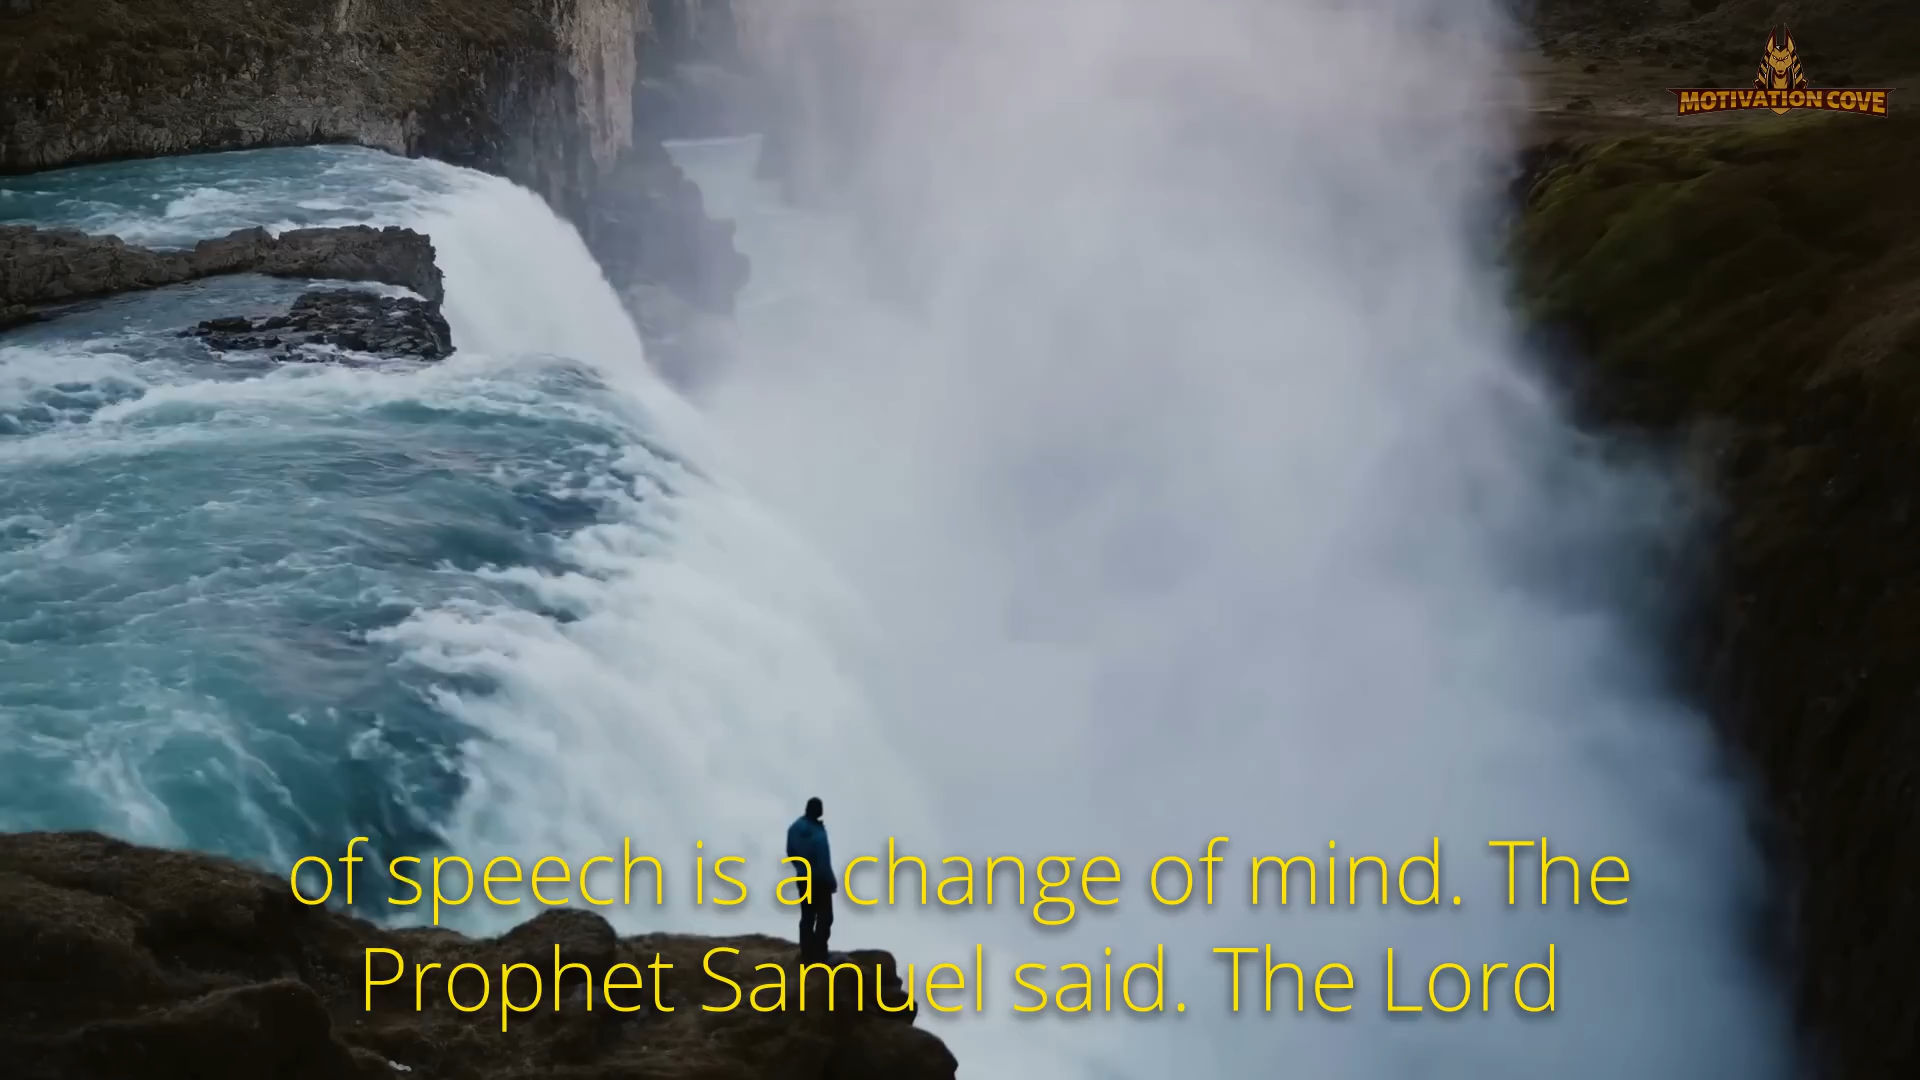 MOTIVATION COVE
of speech is a change of mind. The
Prophet Samuel said. The Lord